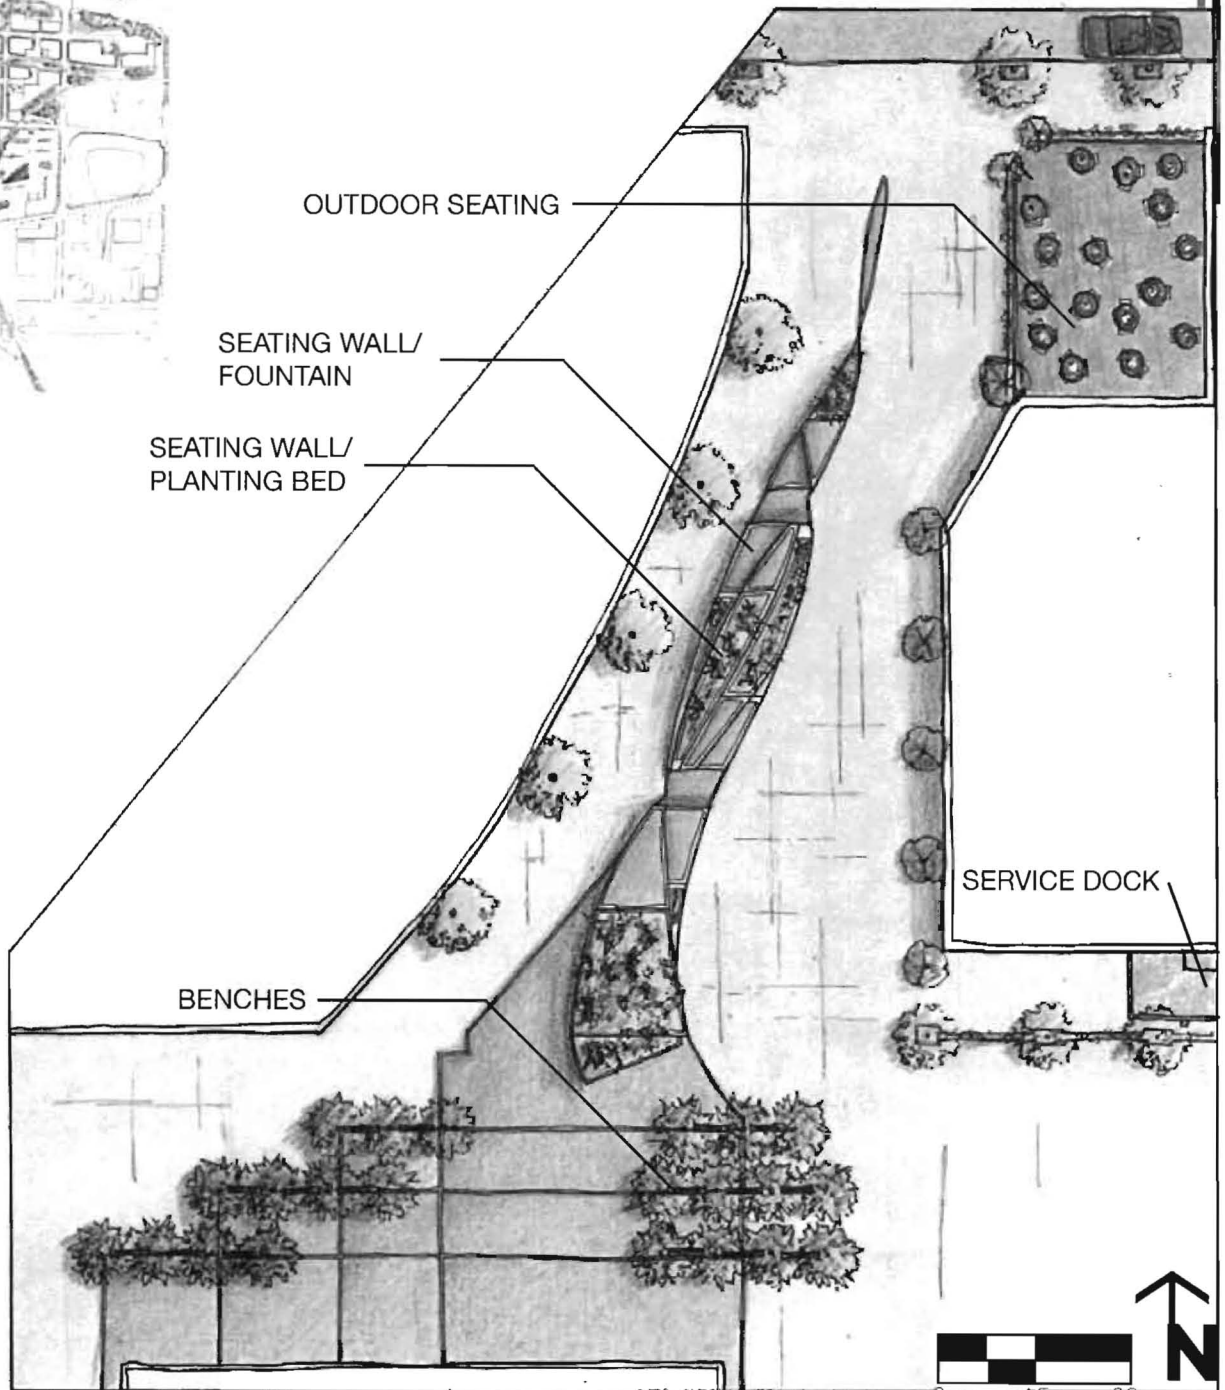 OUTDOOR SEATING
SEATING WALL/
FOUNTAIN
SEATING WALL/
PLANTING BED
SERVICE DOCK
BENCHES
N